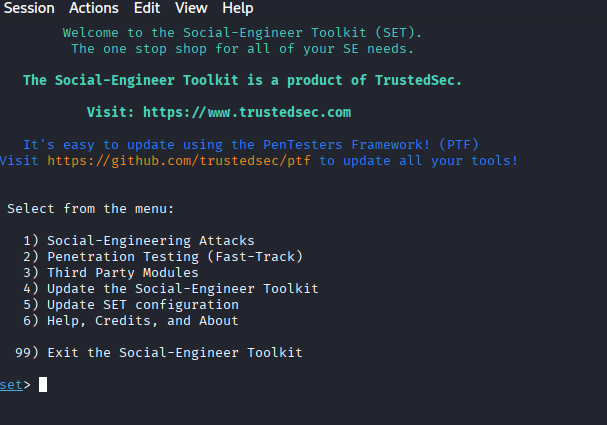 Session Actions Edit View Help
Welcome to the Social-Engineer Toolkit (SET).
The one stop shop for all of your SE needs.
The Social-Engineer Toolkit is a product of TrustedSec.
Visit: https://www.trustedsec.com
It's easy to update using the PenTesters Framework! (PTF)
Visit https://github.com/trustedsec/ptf to update all your tools!
Select from the menu:
1) Social-Engineering Attacks
2) Penetration Testing (Fast-Track)
3) Third Party Modules
4) Update the Social-Engineer Toolkit
5) Update SET configuration
6) Help, Credits, and About
99) Exit the Social-Engineer Toolkit
set>